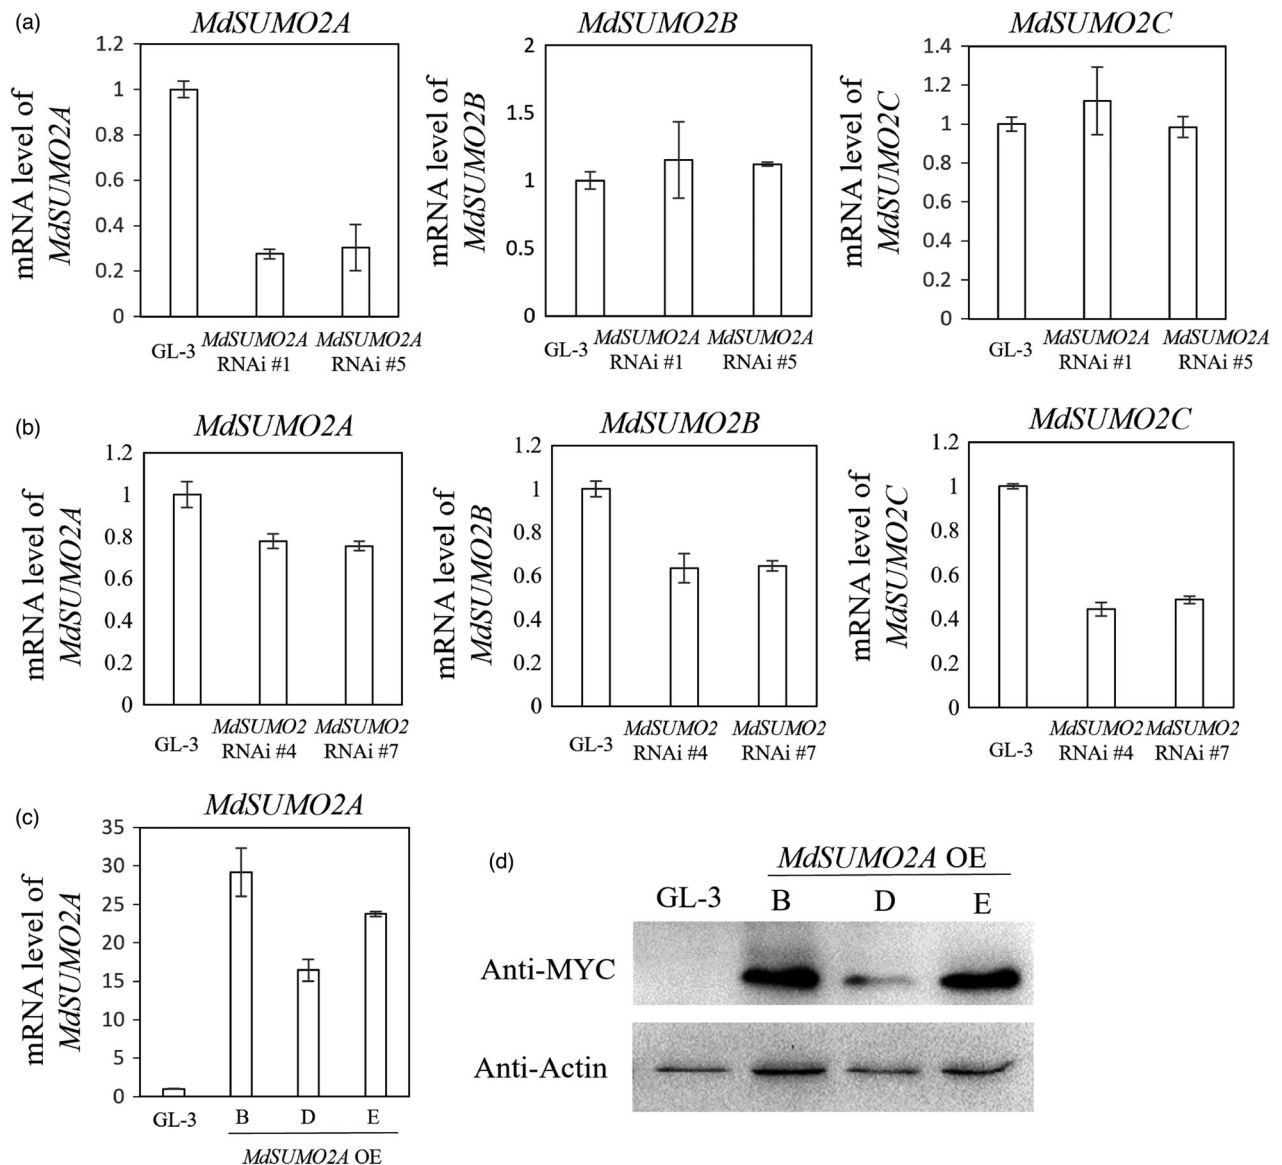 (a)
MdSUMO2A
mRNA level of
MdSUMO2A
1.2
1
0.8
0.6
0.4
0.2
0
GL-3
MdSUMO2A
RNAi #1
MdSUMO2A
RNAi #5
MdSUMO2B
mRNA level of
MdSUMO2B
2
1.5
1
0.5
0
GL-3
MdSUMO2A
RNAi #1
MdSUMO2A
RNAi #5
MdSUMO2C
mRNA level of
MdSUMO2C
1.4
1.2
1
0.8
0.6
0.4
0.2
0
GL-3
MdSUMO2A
RNAi #1
MdSUMO2A
RNAi #5
(b)
MdSUMO2A
mRNA level of
MdSUMO2A
1.2
1
0.8
0.6
0.4
0.2
0
GL-3
MdSUMO2
RNAi #4
MdSUMO2
RNAi #7
MdSUMO2B
mRNA level of
MdSUMO2B
1.2
1
0.8
0.6
0.4
0.2
0
GL-3
MdSUMO2
RNAi #4
MdSUMO2
RNAi #7
MdSUMO2C
mRNA level of
MdSUMO2C
1.2
1
0.8
0.6
0.4
0.2
0
GL-3
MdSUMO2
RNAi #4
MdSUMO2
RNAi #7
(c)
MdSUMO2A
mRNA level of
MdSUMO2A
35
30
25
20
15
10
5
0
GL-3
B
D
E
MdSUMO2A OE
(d)
MdSUMO2A OE
GL-3
B
D
E
Anti-MYC
Anti-Actin